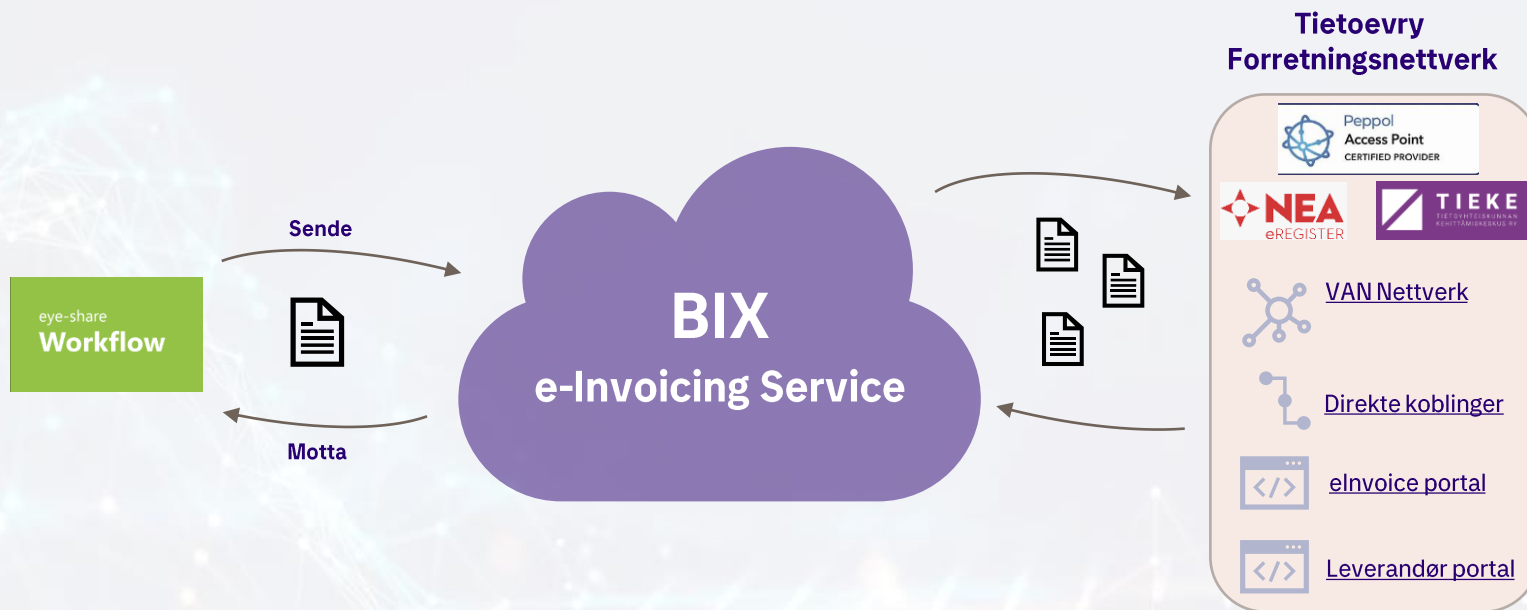 Tietoevry
Forretningsnettverk
Peppol
Access Point
CERTIFIED PROVIDER
NEA
eREGISTER
TIEKE
TIETOYHTEISKUNNAN
KEHITTÄMISKESKUS RY
Sende
eye-share
Workflow
Motta
BIX
e-Invoicing Service
VAN Nettverk
Direkte koblinger
</>
eInvoice portal
</>
Leverandør portal